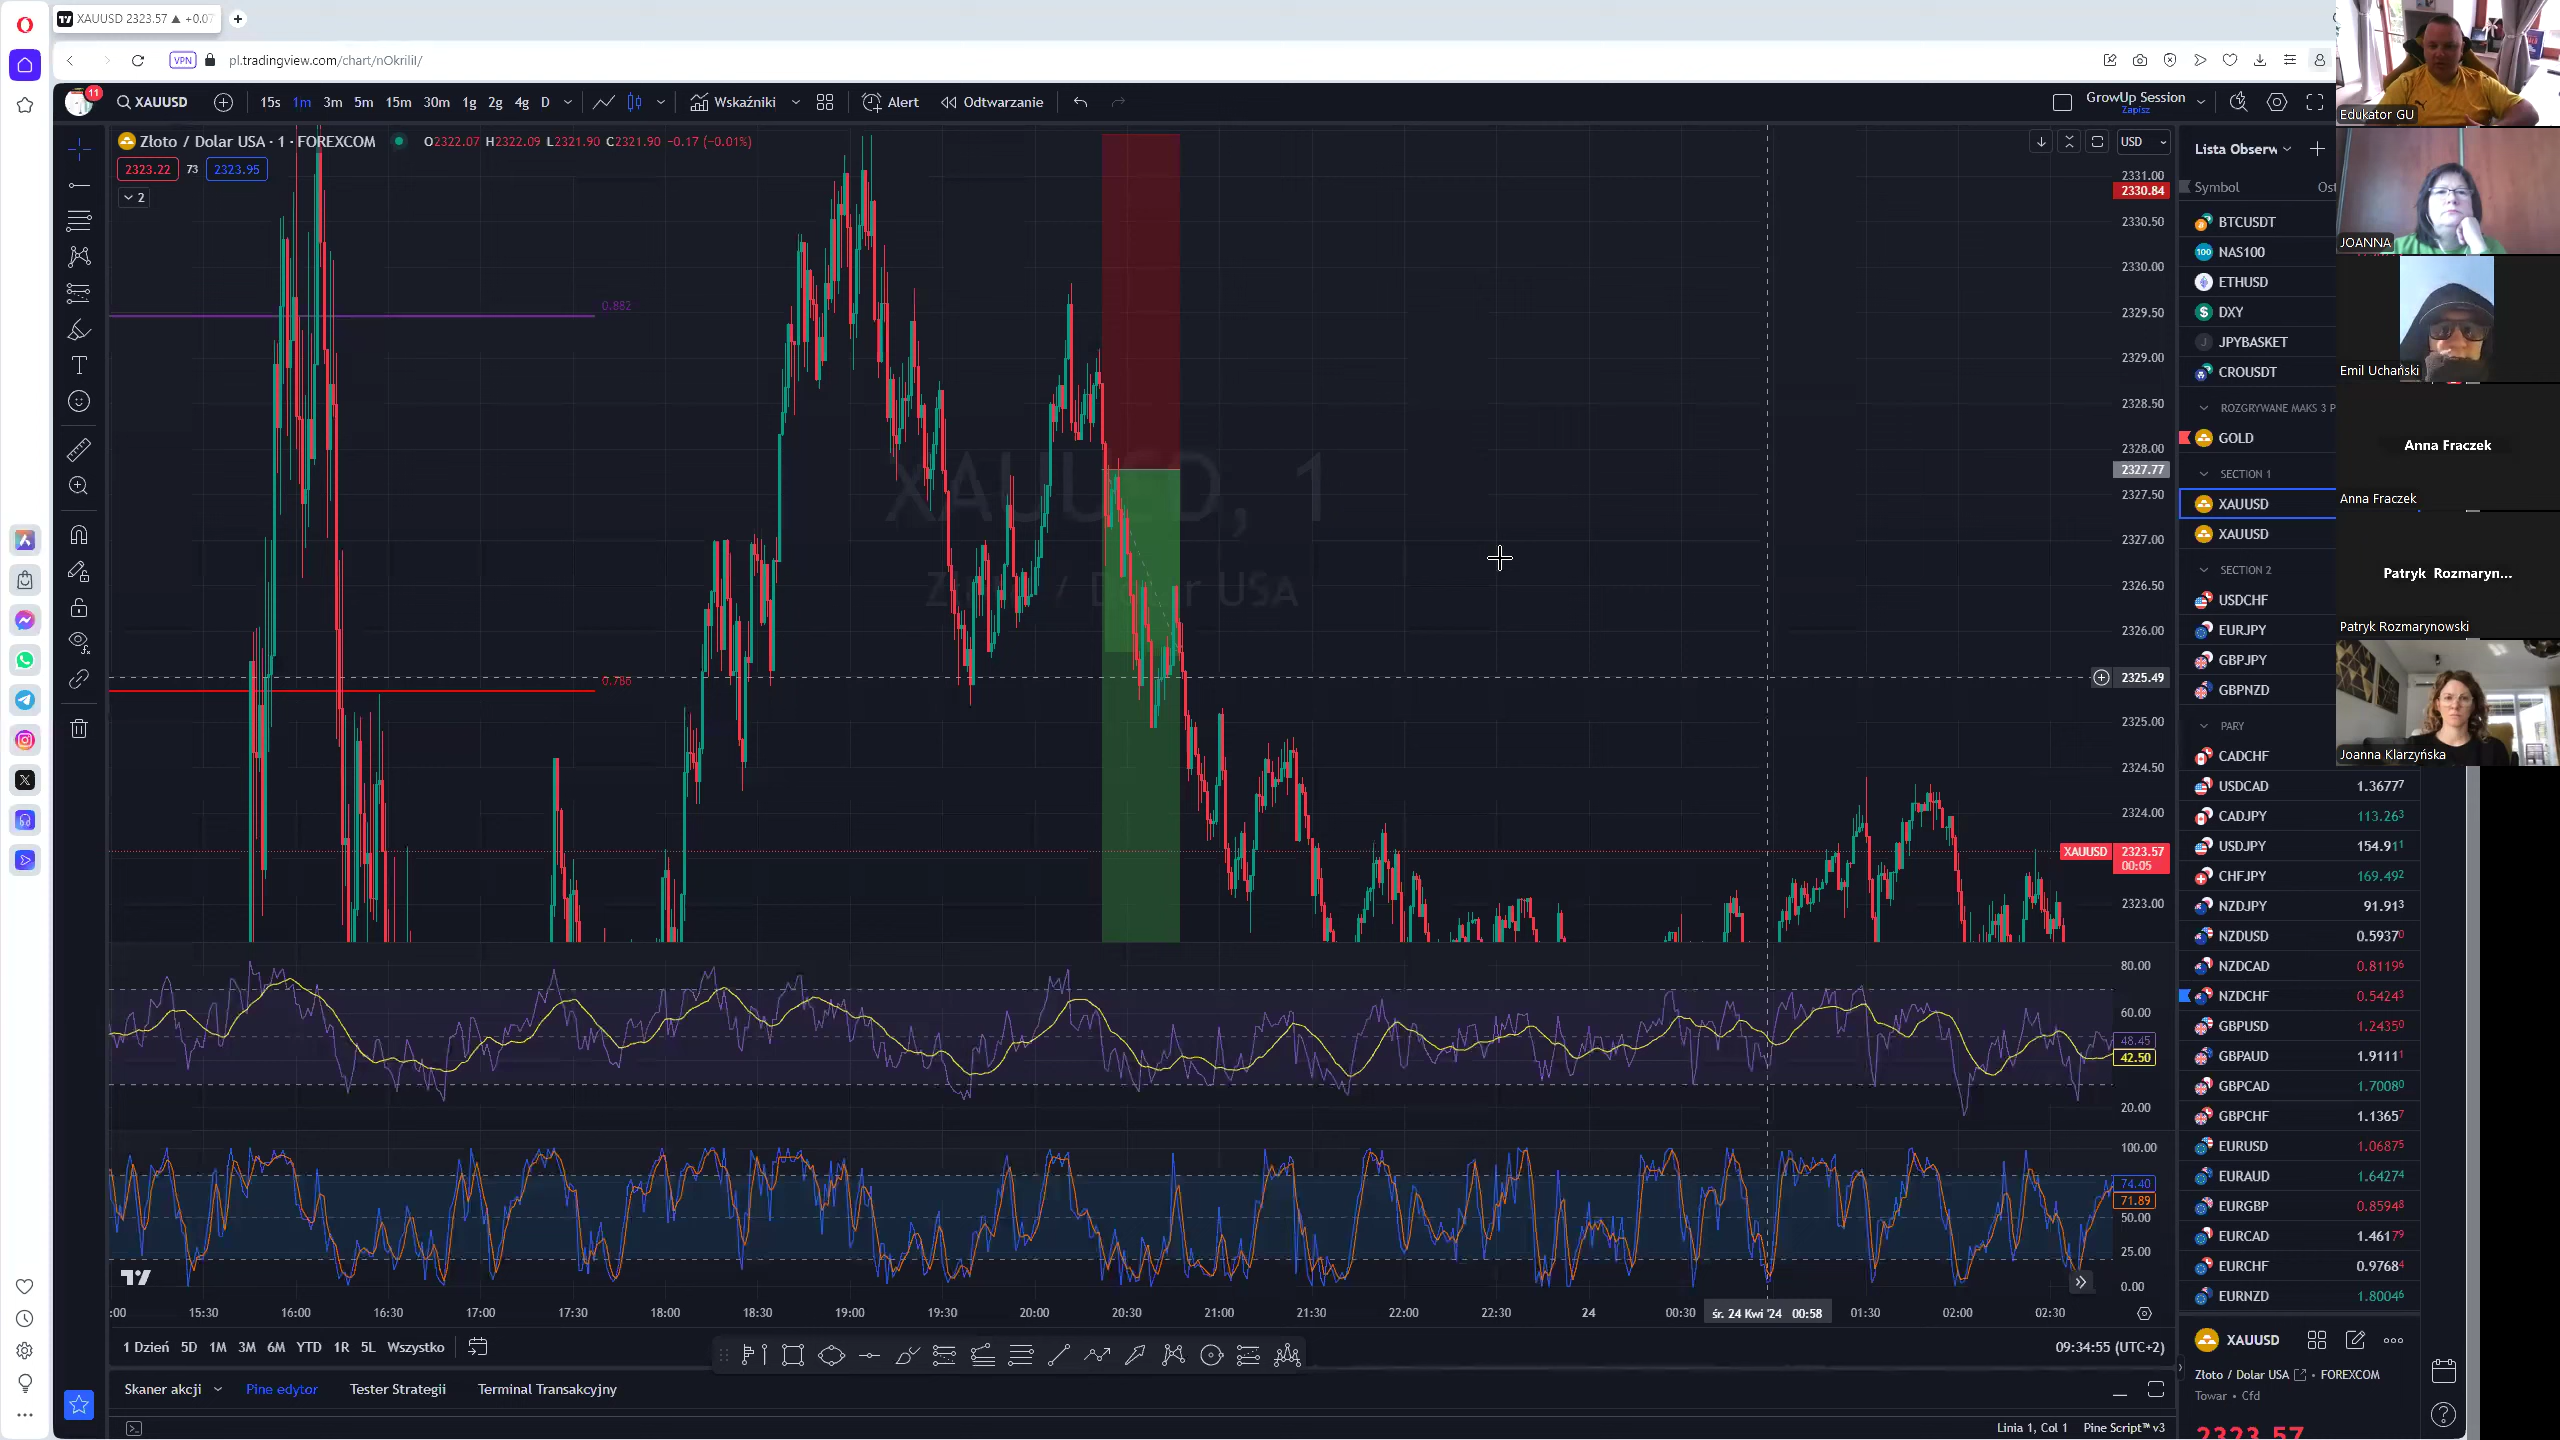 XAUUSD 2323.57 ▲ +0.07
VPN
pl.tradingview.com/chart/nOkriliI/
11
XAUUSD
15s 1m 3m 5m 15m 30m 1g 2g 4g D
Wskaźniki
Alert
Odtwarzanie
GrowUp Session
Zapisz
Złoto / Dolar USA · 1 · FOREXCOM
O2322.07 H2322.09 L2321.90 C2321.90 −0.17 (−0.01%)
2323.22 73 2323.95
2
USD
XAUUSD, 1
Złoto / Dolar USA
0.882
0.786
2331.00
2330.84
2330.50
2330.00
2329.50
2329.00
2328.50
2328.00
2327.77
2327.50
2327.00
2326.50
2326.00
2325.49
2325.00
2324.50
2324.00
XAUUSD 2323.57
00:05
2323.00
80.00
60.00
48.45
42.50
20.00
100.00
74.40
71.89
50.00
25.00
0.00
:00 15:30 16:00 16:30 17:00 17:30 18:00 18:30 19:00 19:30 20:00 20:30 21:00 21:30 22:00 22:30 24 00:30 śr. 24 Kwi '24 00:58 01:30 02:00 02:30
1 Dzień 5D 1M 3M 6M YTD 1R 5L Wszystko
09:34:55 (UTC+2)
Skaner akcji Pine edytor Tester Strategii Terminal Transakcyjny
Linia 1, Col 1 Pine Script™ v3
Lista Obserw
Symbol Ost
BTCUSDT
NAS100
ETHUSD
DXY
JPYBASKET
CROUSDT
ROZGRYWANE MAKS 3 P
GOLD
SECTION 1
XAUUSD
XAUUSD
SECTION 2
USDCHF
EURJPY
GBPJPY
GBPNZD
PARY
CADCHF
USDCAD 1.36777
CADJPY 113.263
USDJPY 154.911
CHFJPY 169.492
NZDJPY 91.913
NZDUSD 0.59370
NZDCAD 0.81196
NZDCHF 0.54243
GBPUSD 1.24350
GBPAUD 1.91111
GBPCAD 1.70080
GBPCHF 1.13657
EURUSD 1.06875
EURAUD 1.64274
EURGBP 0.85948
EURCAD 1.46179
EURCHF 0.97684
EURNZD 1.80046
XAUUSD
Złoto / Dolar USA • FOREXCOM
Towar • Cfd
2323.57
Edukator GU
JOANNA
Emil Uchański
Anna Fraczek
Anna Fraczek
Patryk Rozmaryn...
Patryk Rozmarynowski
Joanna Klarzyńska